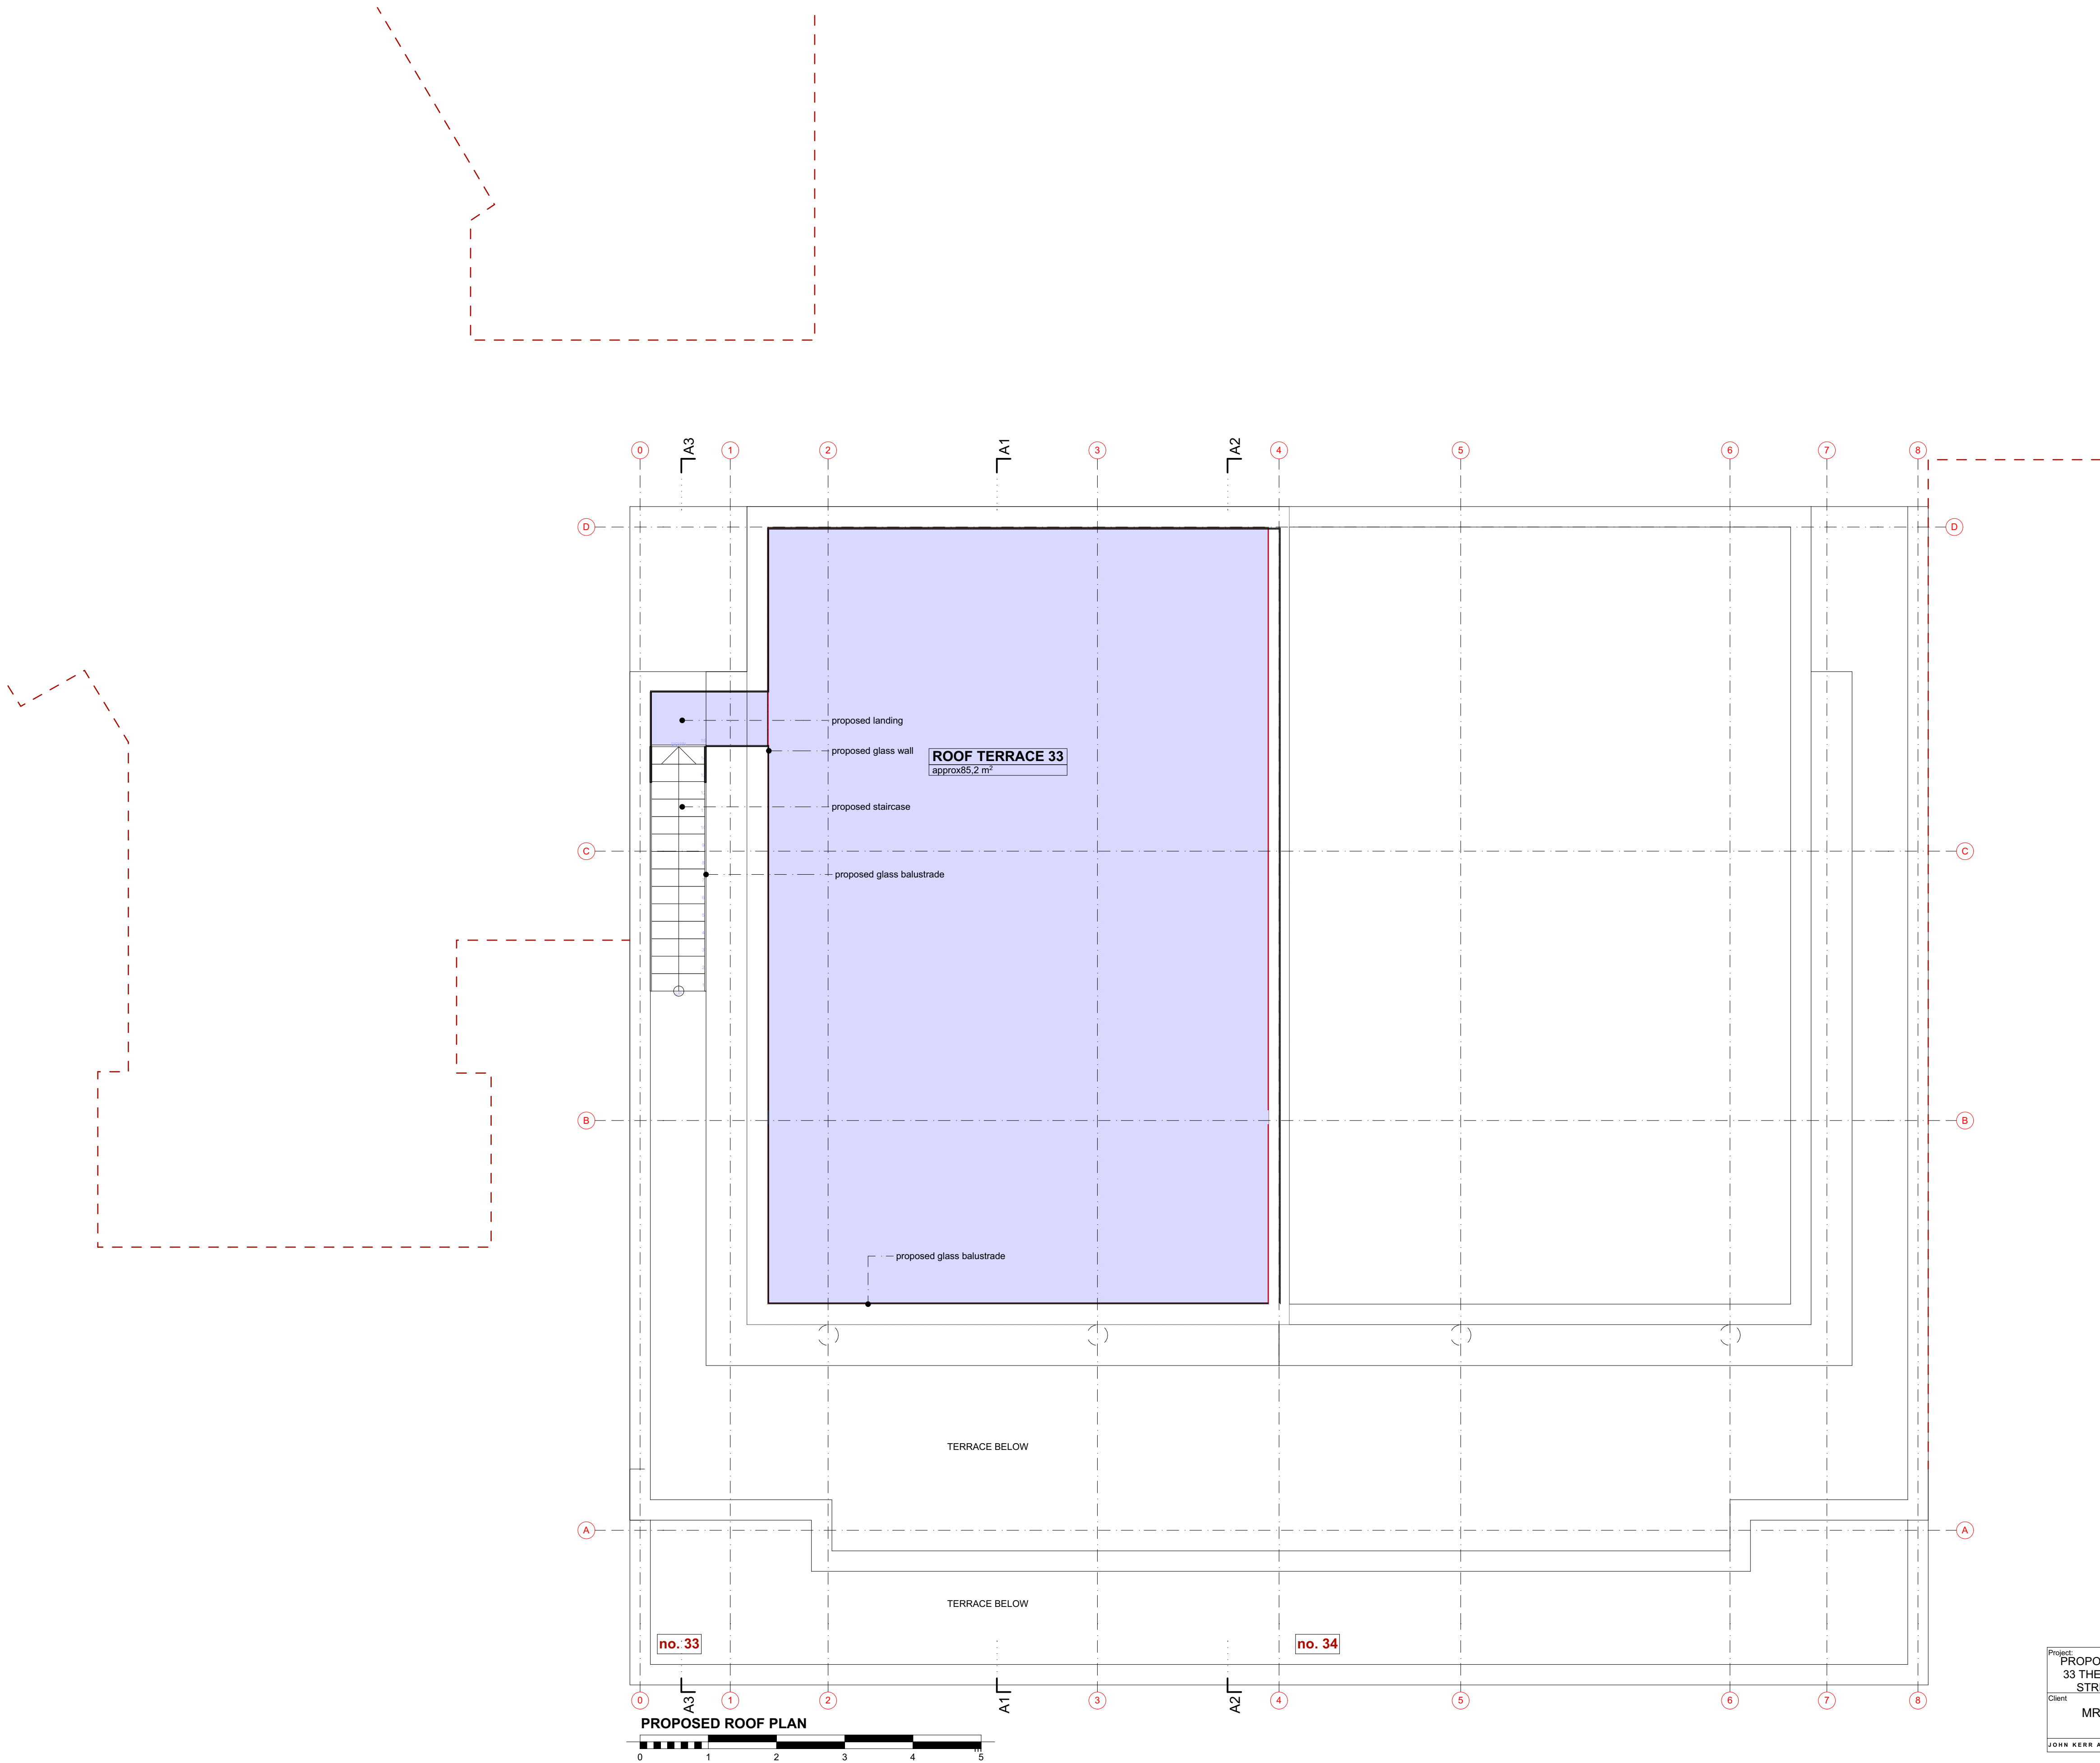 0 A3 1 2 A1 3 A2 4 5 6 7 8
D D
proposed landing
proposed glass wall
ROOF TERRACE 33
approx85,2 m²
proposed staircase
C C
proposed glass balustrade
B B
proposed glass balustrade
TERRACE BELOW
A A
TERRACE BELOW
no. 33 no. 34
0 A3 1 2 A1 3 A2 4 5 6 7 8
PROPOSED ROOF PLAN
m
0 1 2 3 4 5
Project:
PROPO
33 THE
STR
Client
MR
JOHN KERR A